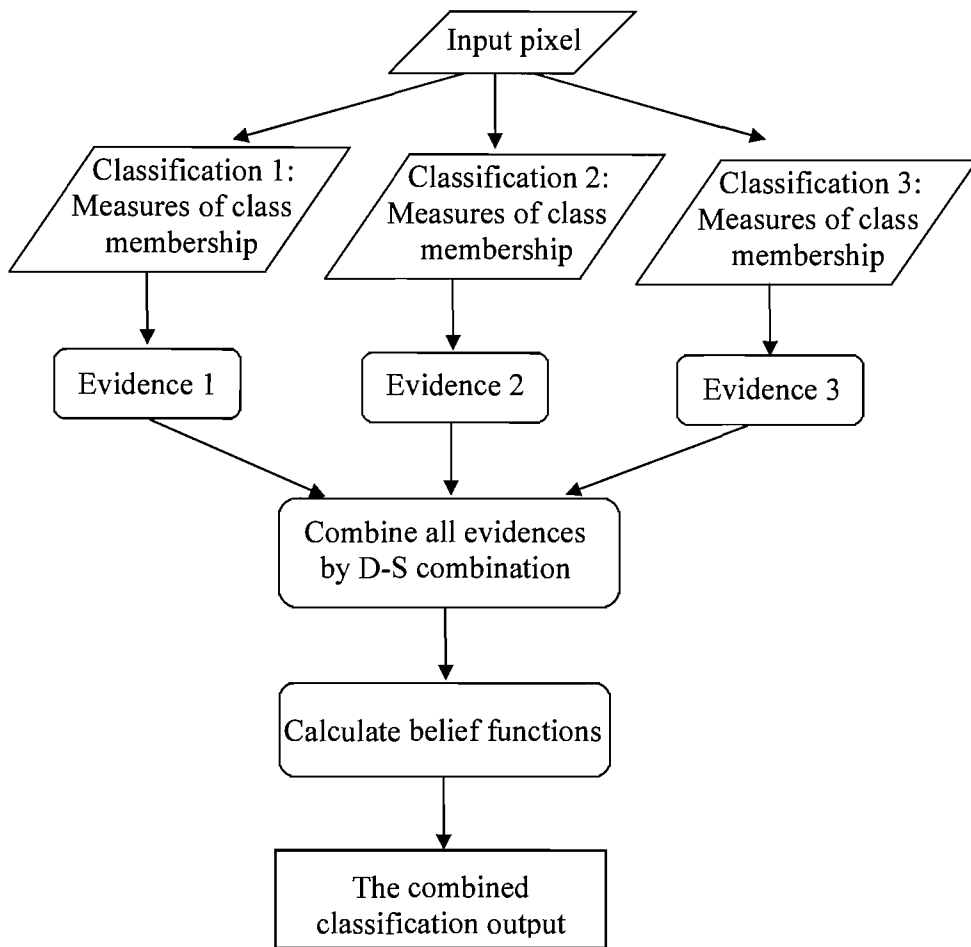 Input pixel
Classification 1:
Measures of class
membership
Classification 2:
Measures of class
membership
Classification 3:
Measures of class
membership
Evidence 1
Evidence 2
Evidence 3
Combine all evidences
by D-S combination
Calculate belief functions
The combined
classification output